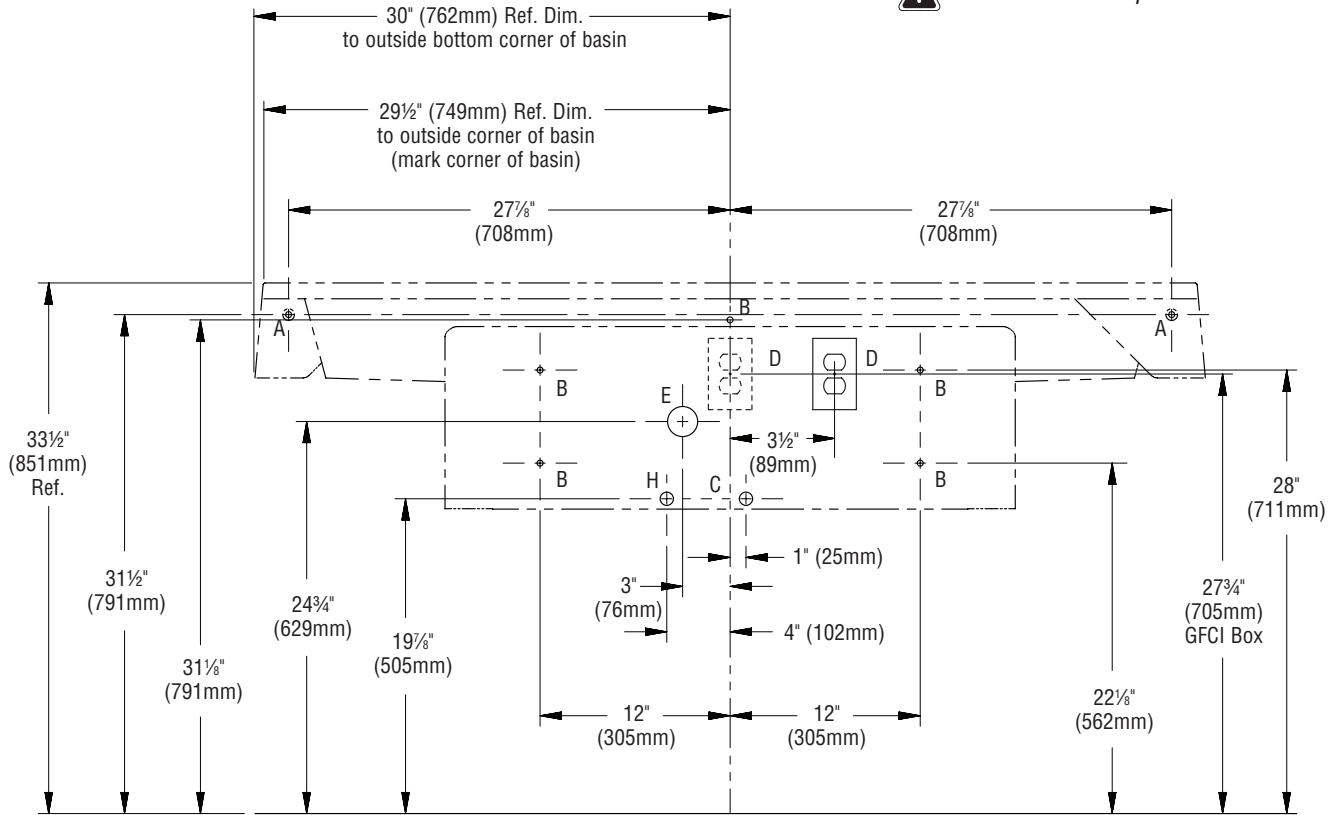 30" (762mm) Ref. Dim.
to outside bottom corner of basin
29½" (749mm) Ref. Dim.
to outside corner of basin
(mark corner of basin)
27⅞"
(708mm)
27⅞"
(708mm)
B
A
A
D
D
B
B
E
33½"
(851mm)
Ref.
3½"
(89mm)
B
B
H
C
28"
(711mm)
1" (25mm)
31½"
(791mm)
24¾"
(629mm)
3"
(76mm)
27¾"
(705mm)
GFCI Box
19⅞"
(505mm)
4" (102mm)
31⅛"
(791mm)
22⅛"
(562mm)
12"
(305mm)
12"
(305mm)